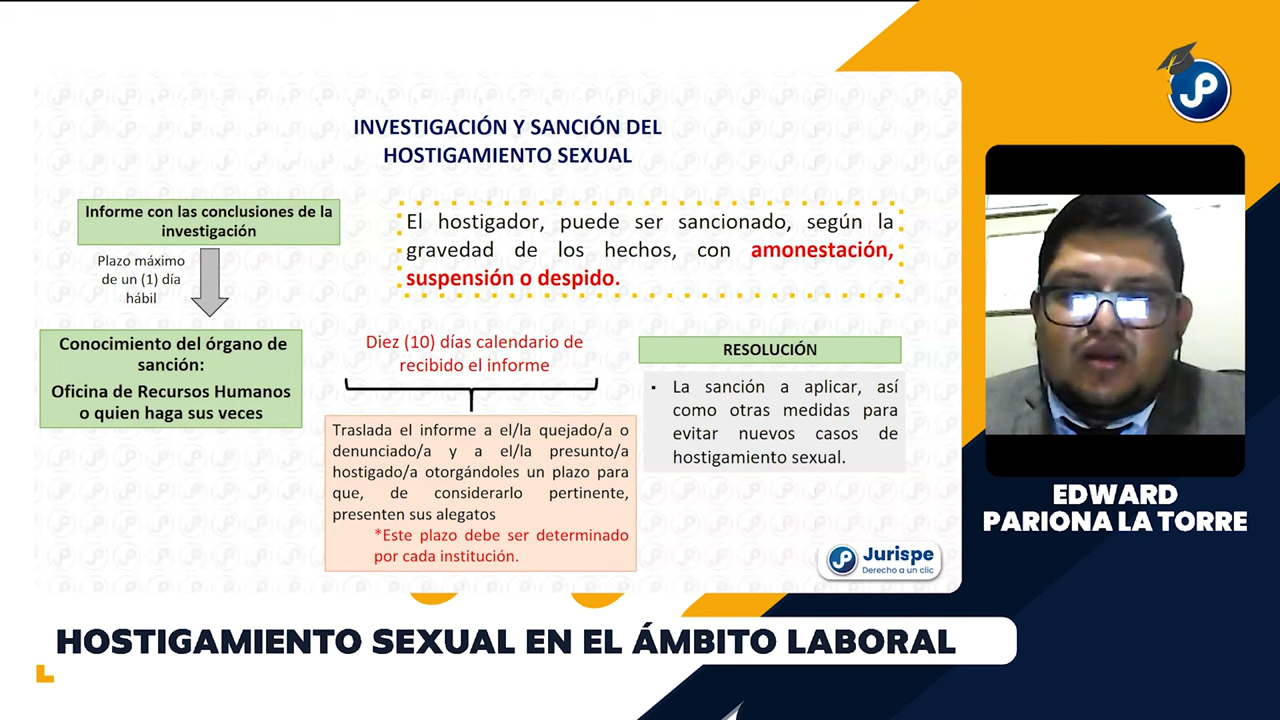 INVESTIGACIÓN Y SANCIÓN DEL
HOSTIGAMIENTO SEXUAL
Informe con las conclusiones de la
investigación
Plazo máximo
de un (1) día
hábil
Conocimiento del órgano de
sanción:
Oficina de Recursos Humanos
o quien haga sus veces
El hostigador, puede ser sancionado, según la
gravedad de los hechos, con amonestación,
suspensión o despido.
Diez (10) días calendario de
recibido el informe
Traslada el informe a el/la quejado/a o
denunciado/a y a el/la presunto/a
hostigado/a otorgándoles un plazo para
que, de considerarlo pertinente,
presenten sus alegatos
*Este plazo debe ser determinado
por cada institución.
RESOLUCIÓN
▪ La sanción a aplicar, así
como otras medidas para
evitar nuevos casos de
hostigamiento sexual.
JP
Jurispe
Derecho a un clic
JP
EDWARD
PARIONA LA TORRE
HOSTIGAMIENTO SEXUAL EN EL ÁMBITO LABORAL